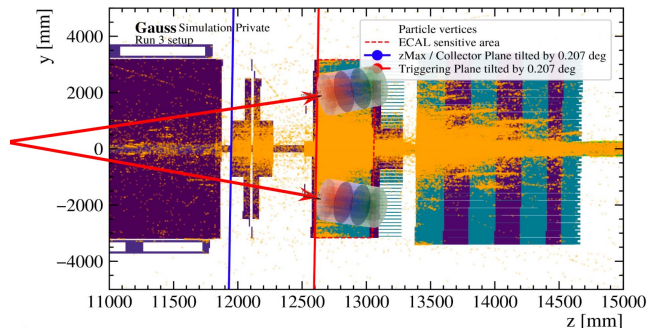 y [mm]
Gauss Simulation Private
Run 3 setup
Particle vertices
ECAL sensitive area
zMax / Collector Plane tilted by 0.207 deg
Triggering Plane tilted by 0.207 deg
4000
2000
0
−2000
−4000
11000 11500 12000 12500 13000 13500 14000 14500 15000
z [mm]